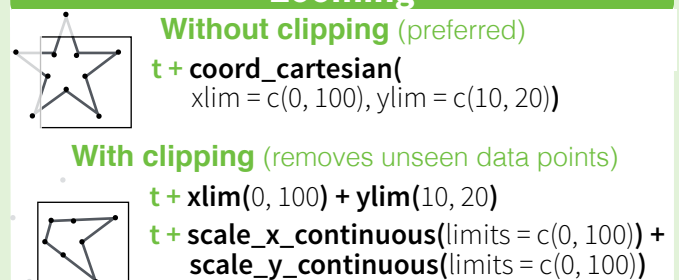 Zooming
Without clipping (preferred)
t + coord_cartesian(
xlim = c(0, 100), ylim = c(10, 20))
With clipping (removes unseen data points)
t + xlim(0, 100) + ylim(10, 20)
t + scale_x_continuous(limits = c(0, 100)) +
scale_y_continuous(limits = c(0, 100))